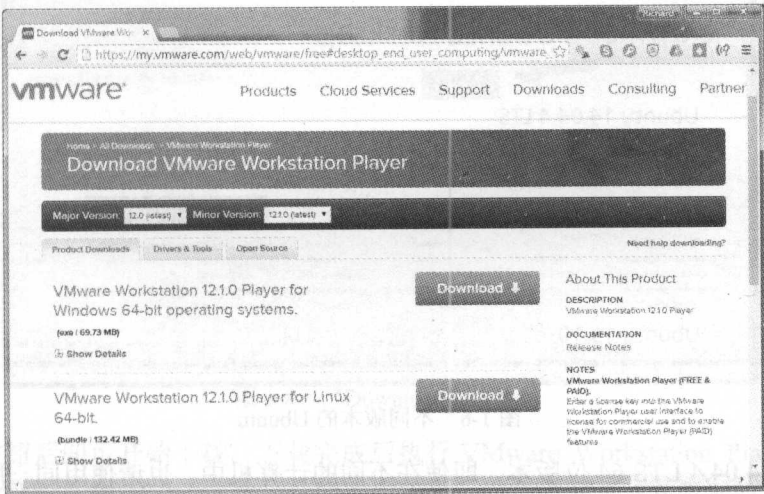 Richard
Download VMware Wor ×
https://my.vmware.com/web/vmware/free#desktop_end_user_computing/vmware_
vmware
Products Cloud Services Support Downloads Consulting Partner
Home > All Downloads > VMware Workstation Player
Download VMware Workstation Player
Major Version: 12.0 (latest) Minor Version: 12.1.0 (latest)
Product Downloads Drivers & Tools Open Source
Need help downloading?
VMware Workstation 12.1.0 Player for
Windows 64-bit operating systems.
(exe | 69.73 MB)
Show Details
Download
VMware Workstation 12.1.0 Player for Linux
64-bit.
(bundle | 132.42 MB)
Show Details
Download
About This Product
DESCRIPTION
VMware Workstation 12.1.0 Player
DOCUMENTATION
Release Notes
NOTES
VMware Workstation Player (FREE &
PAID).
Enter a license key into the VMware
Workstation Player user interface to
license for commercial use and to enable
the VMware Workstation Player (PAID)
features